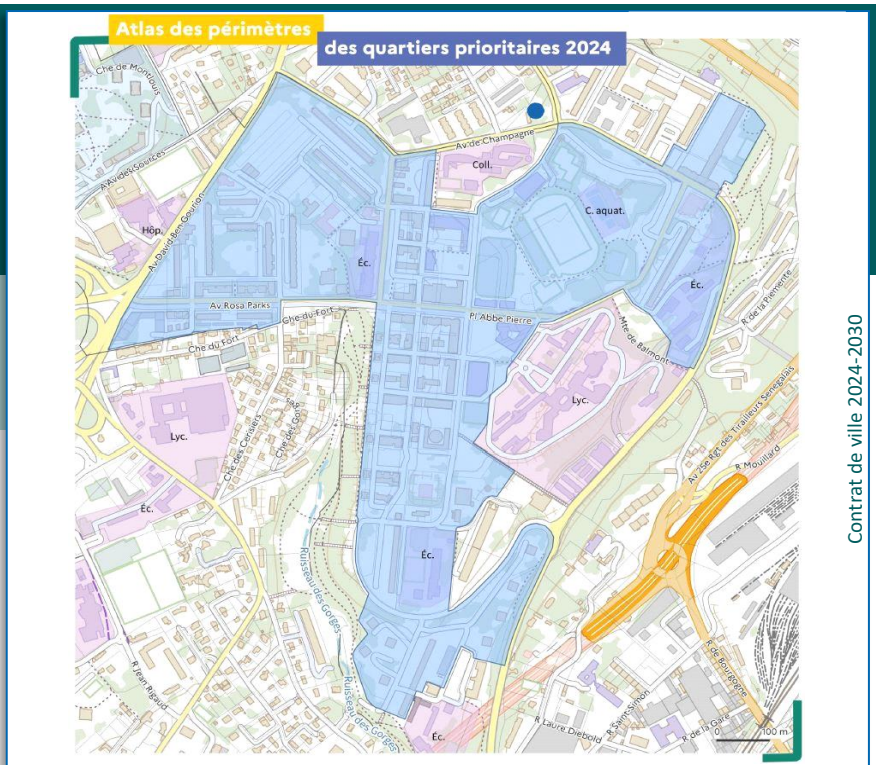 Atlas des périmètres
des quartiers prioritaires 2024
Che de Montlouis
Av des Sources
Av de Champagne
Coll.
Hôp.
Av David Ben Gourion
C. aquat.
Éc.
Éc.
Av Rosa Parks
Che du Fort
Che du Fort
Pl Abbé Pierre
Mte de Balmont
R de la Piémente
Lyc.
Lyc.
Che des Cerisiers
Che des Gorges
Av 25e Rgt des Tirailleurs Sénégalais
R Mouillard
Éc.
Éc.
Ruisseau des Gorges
Ruisseau des Gorges
R Jean Rigaud
R de Bourgogne
R Saint-Simon
R de la Gare
R Laure Diebold
Éc.
0 100 m
Contrat de ville 2024-2030